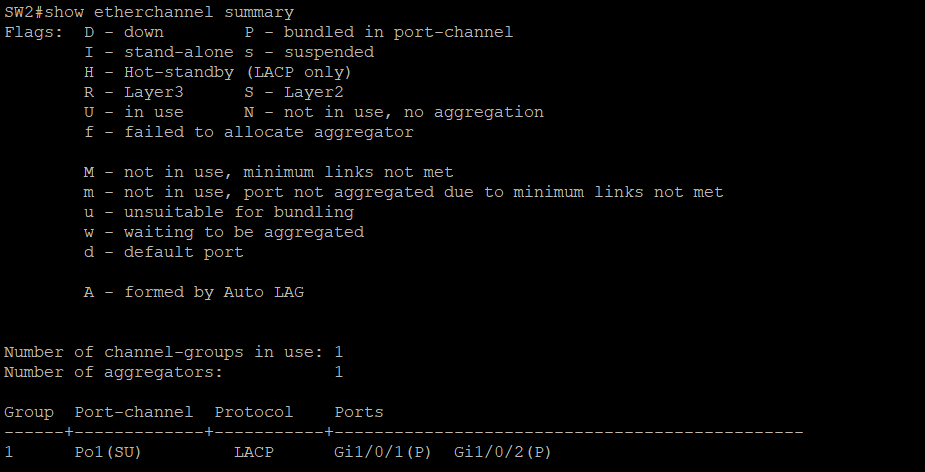 SW2#show etherchannel summary
Flags:  D - down        P - bundled in port-channel
        I - stand-alone s - suspended
        H - Hot-standby (LACP only)
        R - Layer3      S - Layer2
        U - in use      N - not in use, no aggregation
        f - failed to allocate aggregator

        M - not in use, minimum links not met
        m - not in use, port not aggregated due to minimum links not met
        u - unsuitable for bundling
        w - waiting to be aggregated
        d - default port

        A - formed by Auto LAG


Number of channel-groups in use: 1
Number of aggregators:           1

Group  Port-channel  Protocol    Ports
------+-------------+-----------+-----------------------------------------------
1      Po1(SU)         LACP      Gi1/0/1(P)  Gi1/0/2(P)